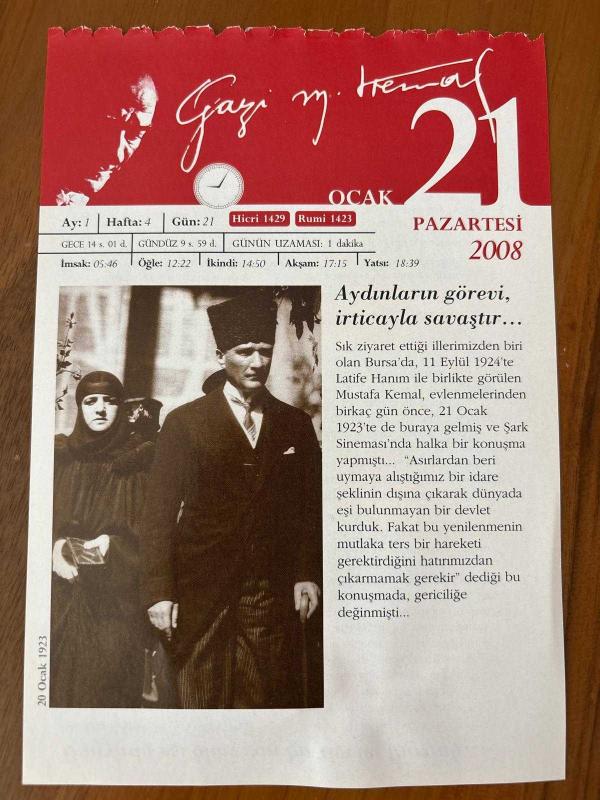 Gazi M. Kemal
OCAK 21
Ay: 1 Hafta: 4 Gün: 21 Hicri 1429 Rumi 1423
PAZARTESİ
2008
GECE 14 s. 01 d. GÜNDÜZ 9 s. 59 d. GÜNÜN UZAMASI: 1 dakika
İmsak: 05:46 Öğle: 12:22 İkindi: 14:50 Akşam: 17:15 Yatsı: 18:39
Aydınların görevi,
irticayla savaştır...
Sık ziyaret ettiği illerimizden biri
olan Bursa'da, 11 Eylül 1924'te
Latife Hanım ile birlikte görülen
Mustafa Kemal, evlenmelerinden
birkaç gün önce, 21 Ocak
1923'te de buraya gelmiş ve Şark
Sineması'nda halka bir konuşma
yapmıştı... "Asırlardan beri
uymaya alıştığımız bir idare
şeklinin dışına çıkarak dünyada
eşi bulunmayan bir devlet
kurduk. Fakat bu yenilenmenin
mutlaka ters bir hareketi
gerektirdiğini hatırımızdan
çıkarmamak gerekir" dediği bu
konuşmada, gericiliğe
değinmişti...
20 Ocak 1923